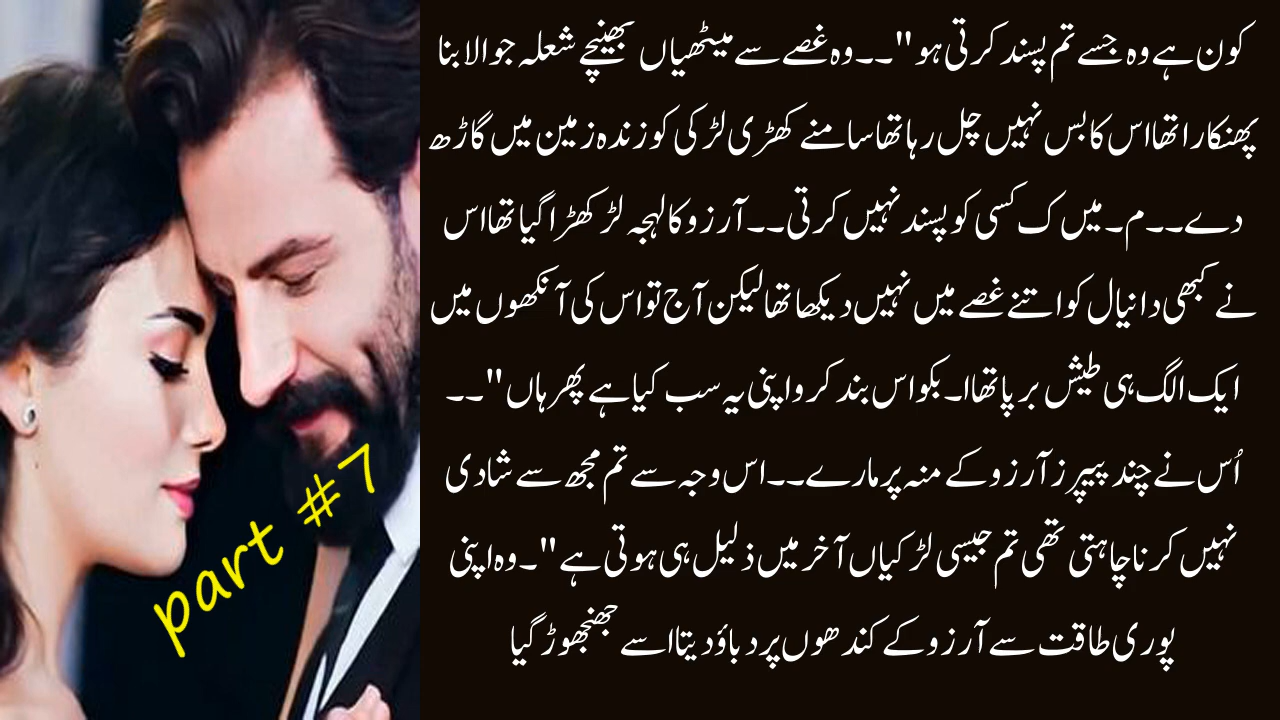 کون ہے وہ جسے تم پسند کرتی ہو"۔۔وہ غصے سے میٹھیاں بھینچے شعلہ جوالا بنا
پھنکارا تھااس کا بس نہیں چل رہا تھا سامنے کھڑی لڑکی کو زندہ زمین میں گاڑھ
دے۔۔م۔میں ک کسی کو پسند نہیں کرتی۔۔آرزو کا لہجہ لڑکھڑا گیا تھااس
نے کبھی دانیال کو اتنے غصے میں نہیں دیکھا تھا لیکن آج تو اس کی آنکھوں میں
ایک الگ ہی طیش برپا تھاا۔بکواس بند کرو اپنی یہ سب کیا ہے پھر ہاں"۔۔
اُس نے چند پیپرز آرزو کے منہ پر مارے۔۔اس وجہ سے تم مجھ سے شادی
نہیں کرنا چاہتی تھی تم جیسی لڑکیاں آخر میں ذلیل ہی ہوتی ہے"۔وہ اپنی
پوری طاقت سے آرزو کے کندھوں پر دباؤ دیتا اسے جھنجھوڑ گیا
part #7